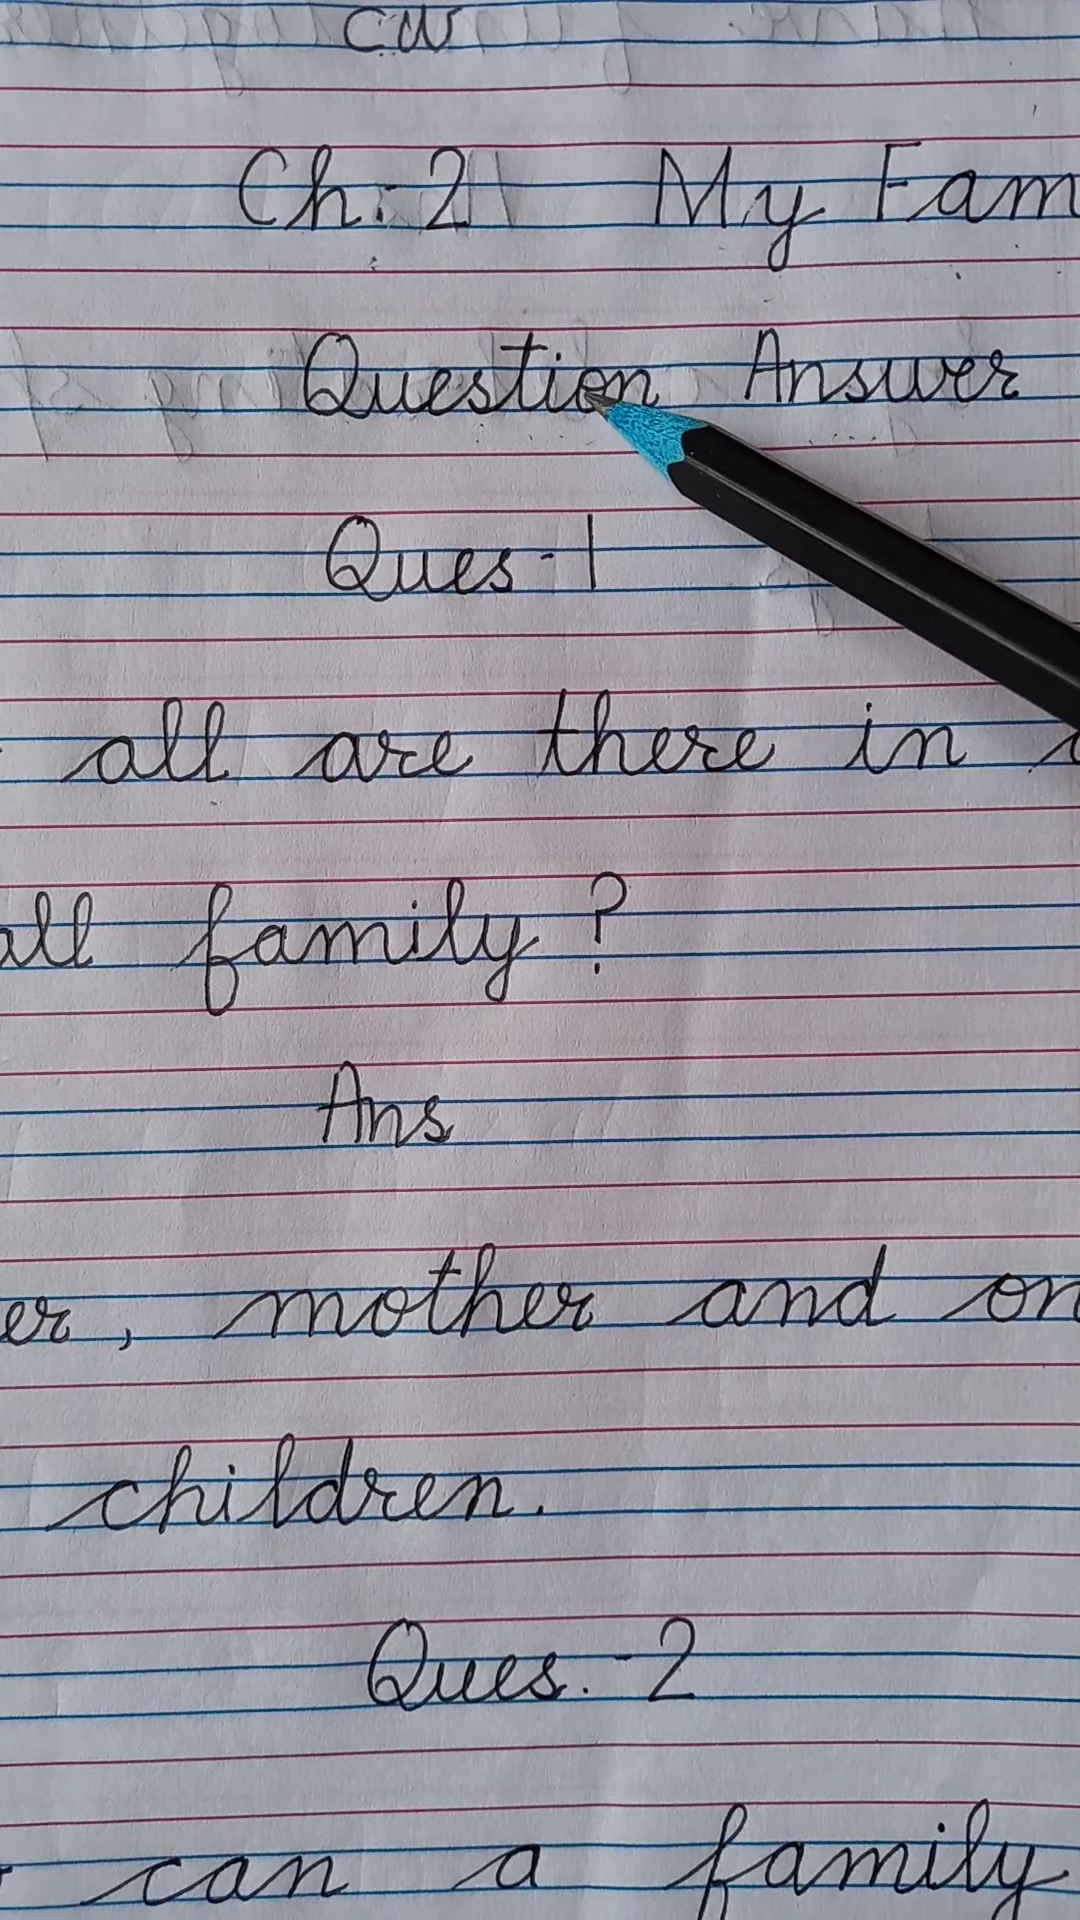 CW
Ch:-2 My Fam
Question Answer
Ques-1
all are there in
all family?
Ans
er, mother and on
children.
Ques.-2
can a family